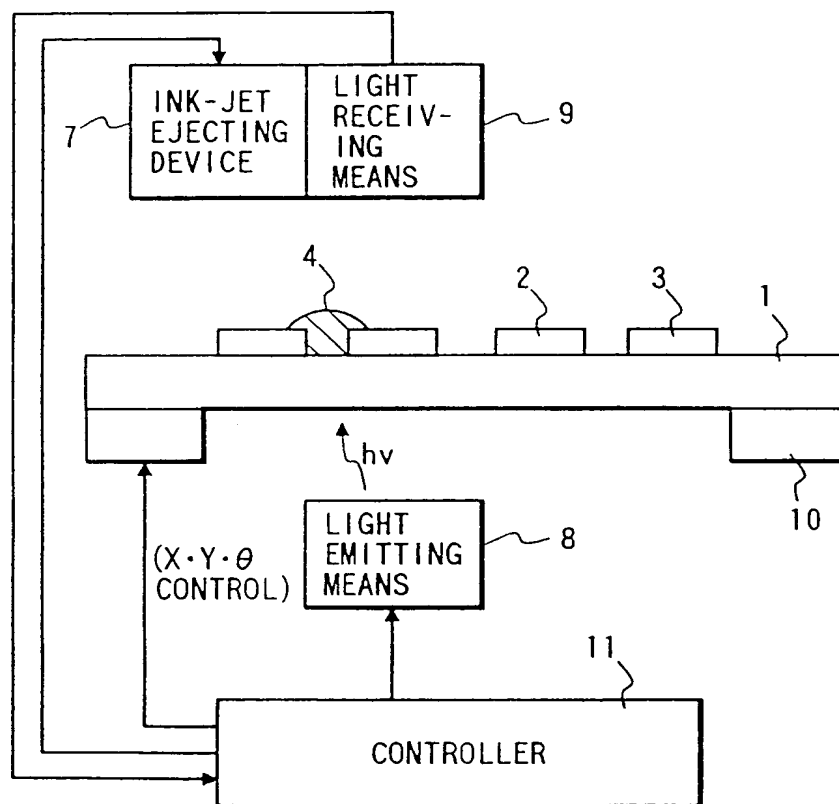 INK-JET
EJECTING
DEVICE
LIGHT
RECEIV-
ING
MEANS
7
9
4
2
3
1
hν
10
LIGHT
EMITTING
MEANS
8
(X·Y·θ
CONTROL)
11
CONTROLLER